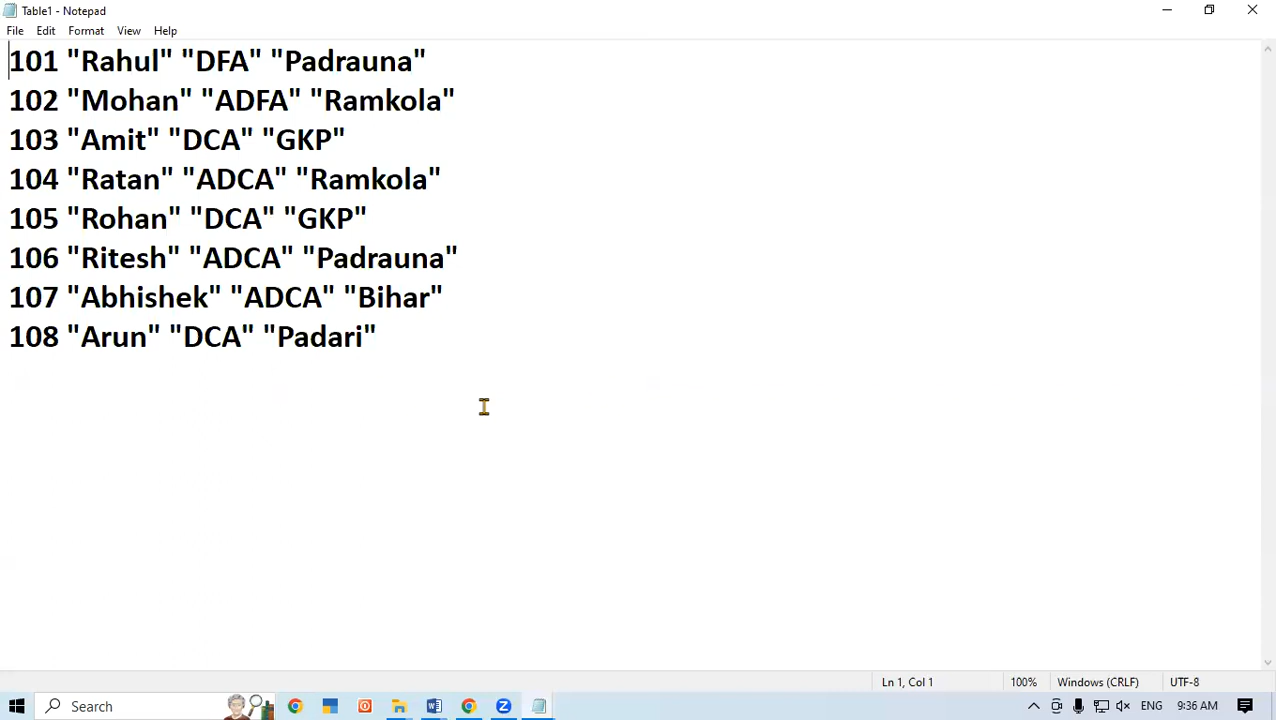 Table1 - Notepad
File Edit Format View Help
101 "Rahul" "DFA" "Padrauna"
102 "Mohan" "ADFA" "Ramkola"
103 "Amit" "DCA" "GKP"
104 "Ratan" "ADCA" "Ramkola"
105 "Rohan" "DCA" "GKP"
106 "Ritesh" "ADCA" "Padrauna"
107 "Abhishek" "ADCA" "Bihar"
108 "Arun" "DCA" "Padari"
Ln 1, Col 1 100% Windows (CRLF) UTF-8
Search ENG 9:36 AM